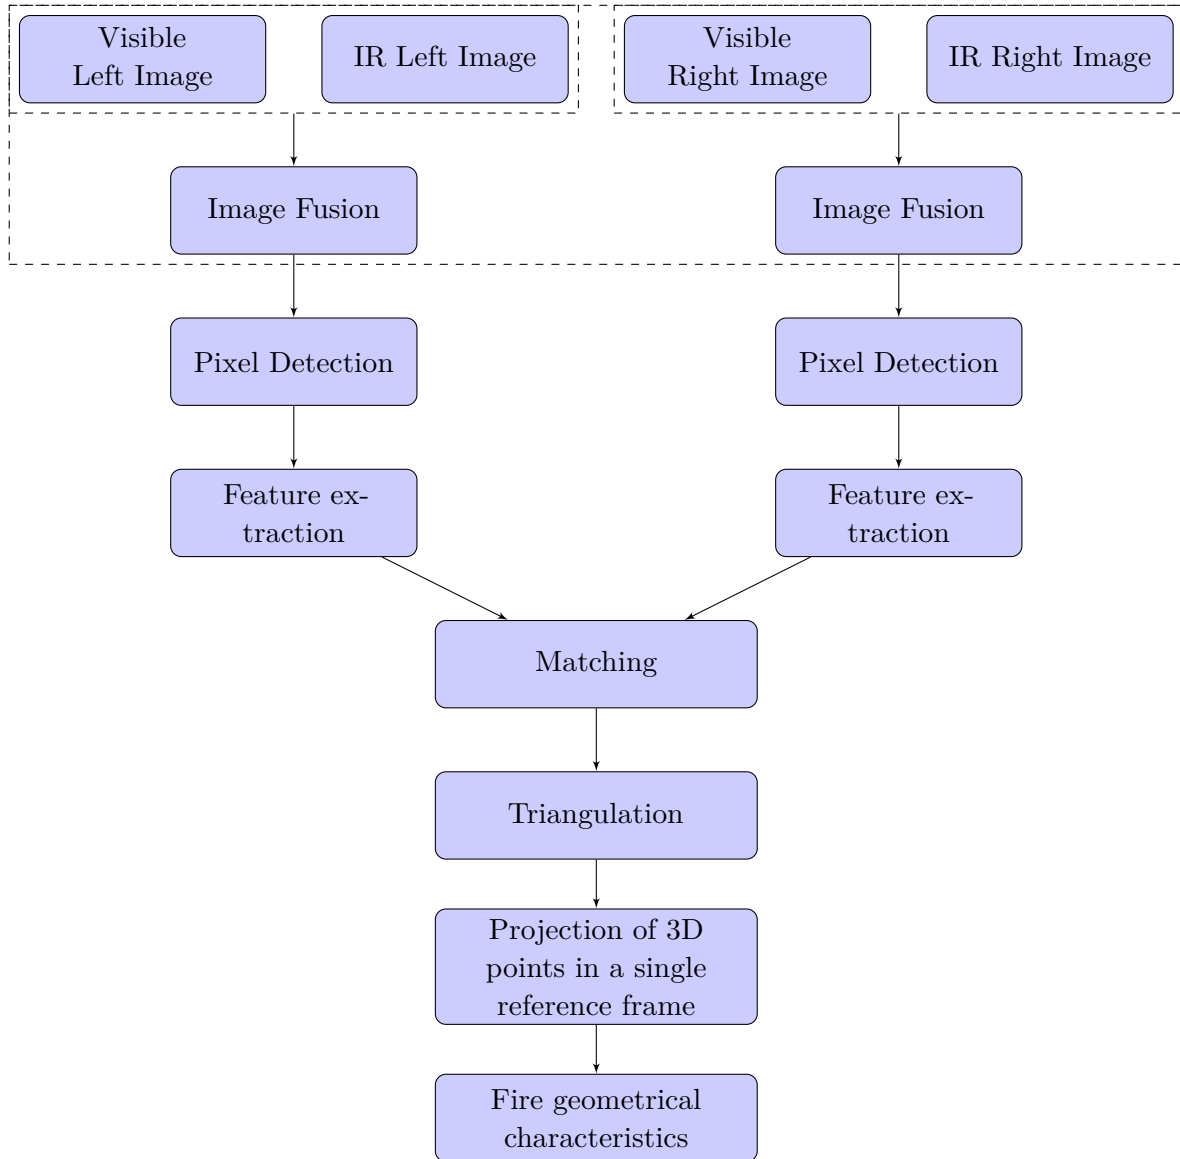 Visible
Left Image
IR Left Image
Visible
Right Image
IR Right Image
Image Fusion
Image Fusion
Pixel Detection
Pixel Detection
Feature ex-
traction
Feature ex-
traction
Matching
Triangulation
Projection of 3D
points in a single
reference frame
Fire geometrical
characteristics